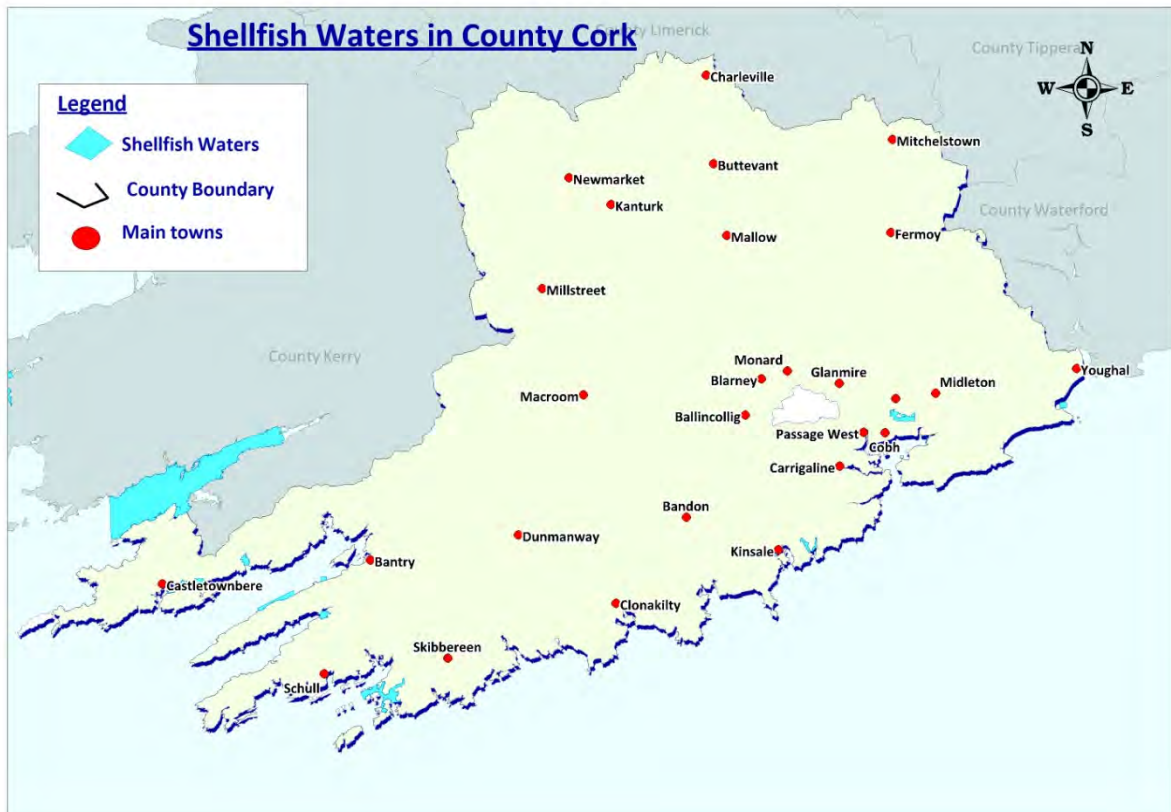 Shellfish Waters in County Cork
County Limerick
County Tippera
N
W E
S
Legend
Shellfish Waters
County Boundary
Main towns
Charleville
Mitchelstown
Buttevant
Newmarket
Kanturk
County Waterford
Mallow
Fermoy
Millstreet
County Kerry
Monard
Glanmire
Youghal
Blarney
Midleton
Macroom
Ballincollig
Passage West
Cobh
Carrigaline
Bandon
Dunmanway
Kinsale
Bantry
Castletownbere
Clonakilty
Skibbereen
Schull